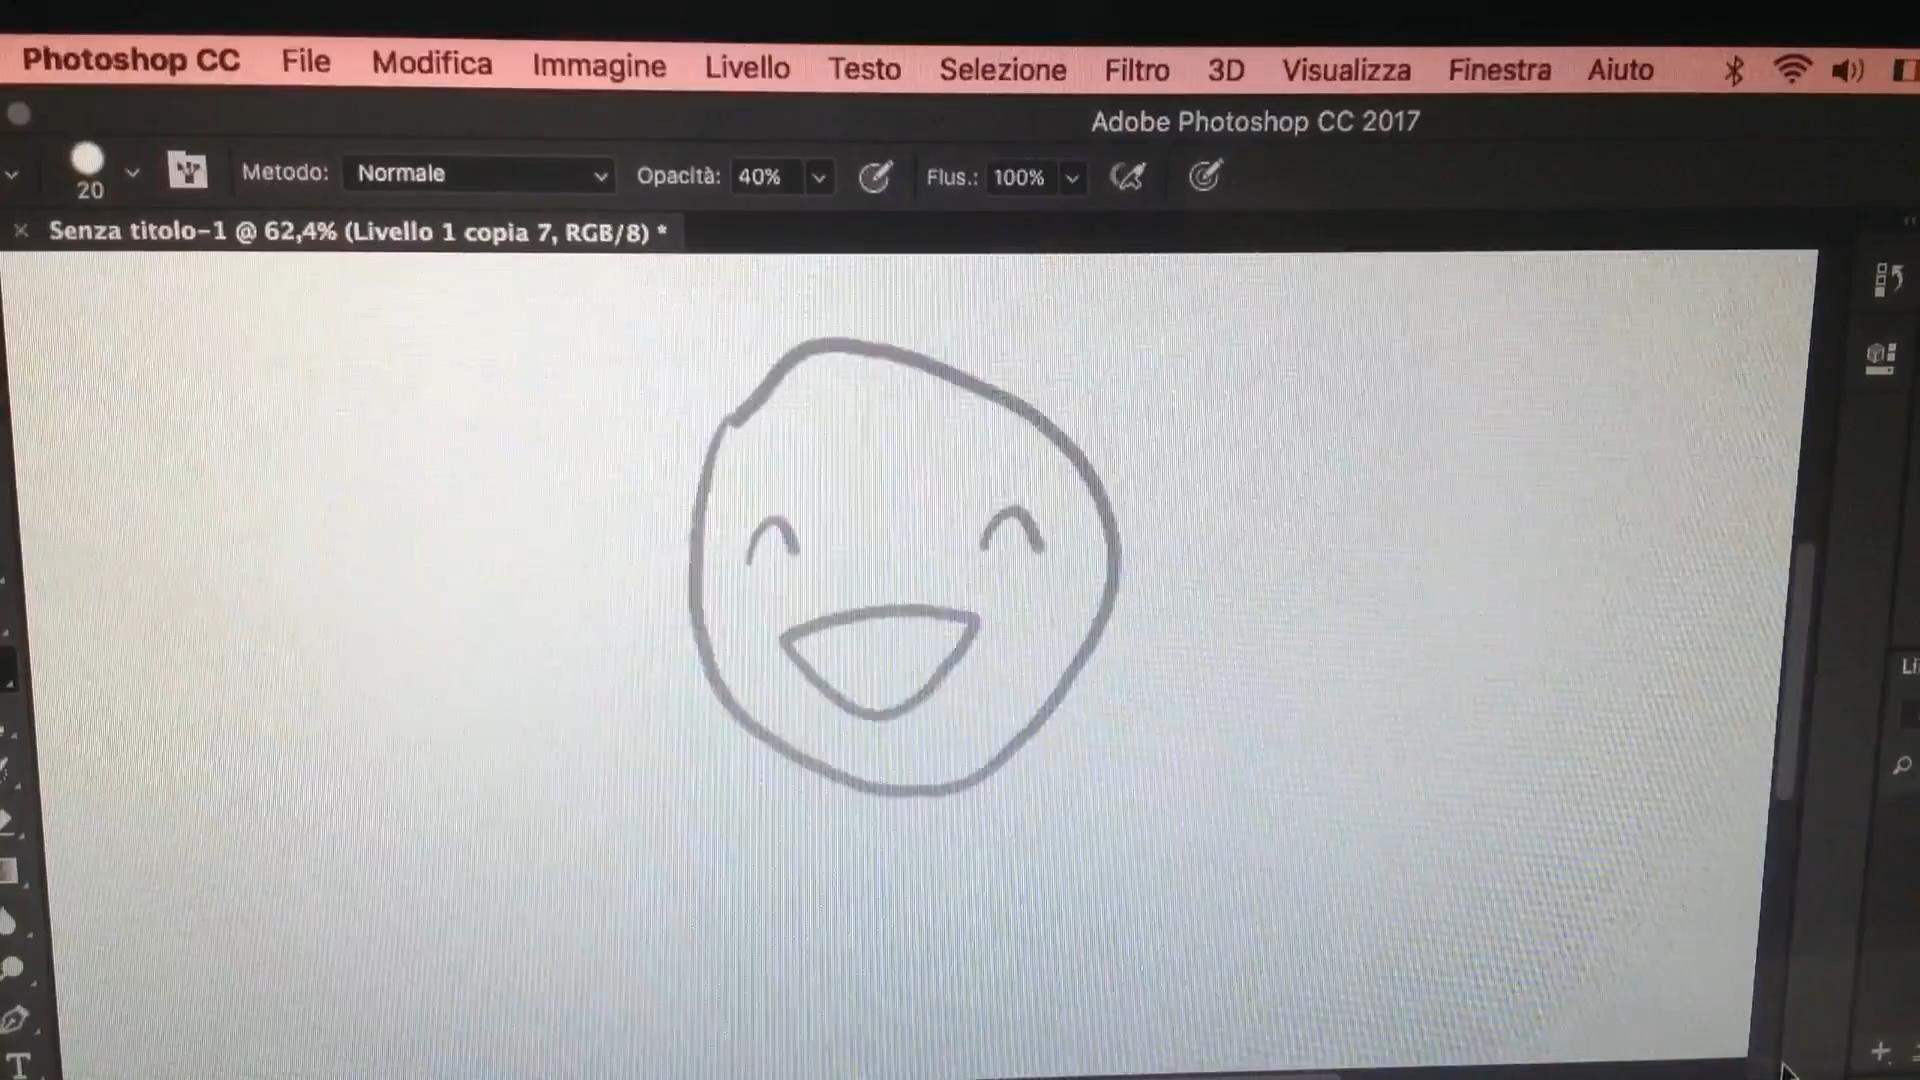 Photoshop CC File Modifica Immagine Livello Testo Selezione Filtro 3D Visualizza Finestra Aiuto
Adobe Photoshop CC 2017
20 Metodo: Normale Opacità: 40% Flus.: 100%
Senza titolo-1 @ 62,4% (Livello 1 copia 7, RGB/8) *